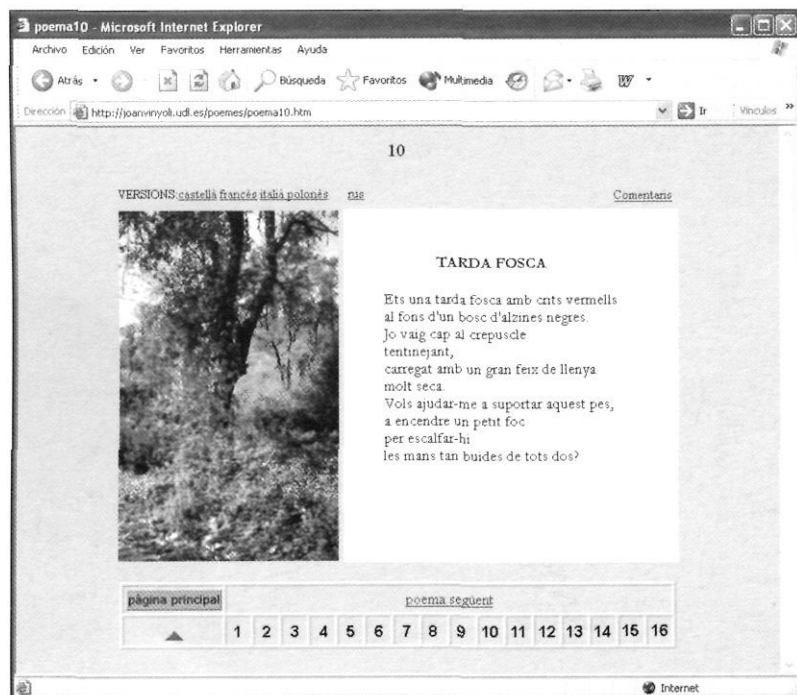 poema10 - Microsoft Internet Explorer
Archivo Edición Ver Favoritos Herramientas Ayuda
Atrás Búsqueda Favoritos Multimedia
Dirección http://joanvinyoli.udl.es/poemes/poema10.htm Ir Vínculos »
10
VERSIONS: castellà francès italià polonès rus Comentaris
TARDA FOSCA
Ets una tarda fosca amb crits vermells
al fons d'un bosc d'alzines negres.
Jo vaig cap al crepuscle
tentinejant,
carregat amb un gran feix de llenya
molt seca.
Vols ajudar-me a suportar aquest pes,
a encendre un petit foc
per escalfar-hi
les mans tan buides de tots dos?
pàgina principal poema següent
1 2 3 4 5 6 7 8 9 10 11 12 13 14 15 16
Internet